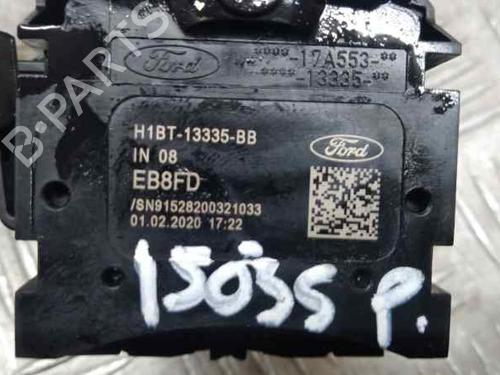 Ford
****-17A553-**
****-13335-**
H1BT-13335-BB
IN 08
Ford
EB8FD
/SN91528200321033
01.02.2020 17:22
15035 P.
B-PARTS